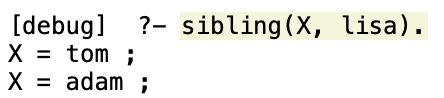 [debug]  ?- sibling(X, lisa).
X = tom ;
X = adam ;